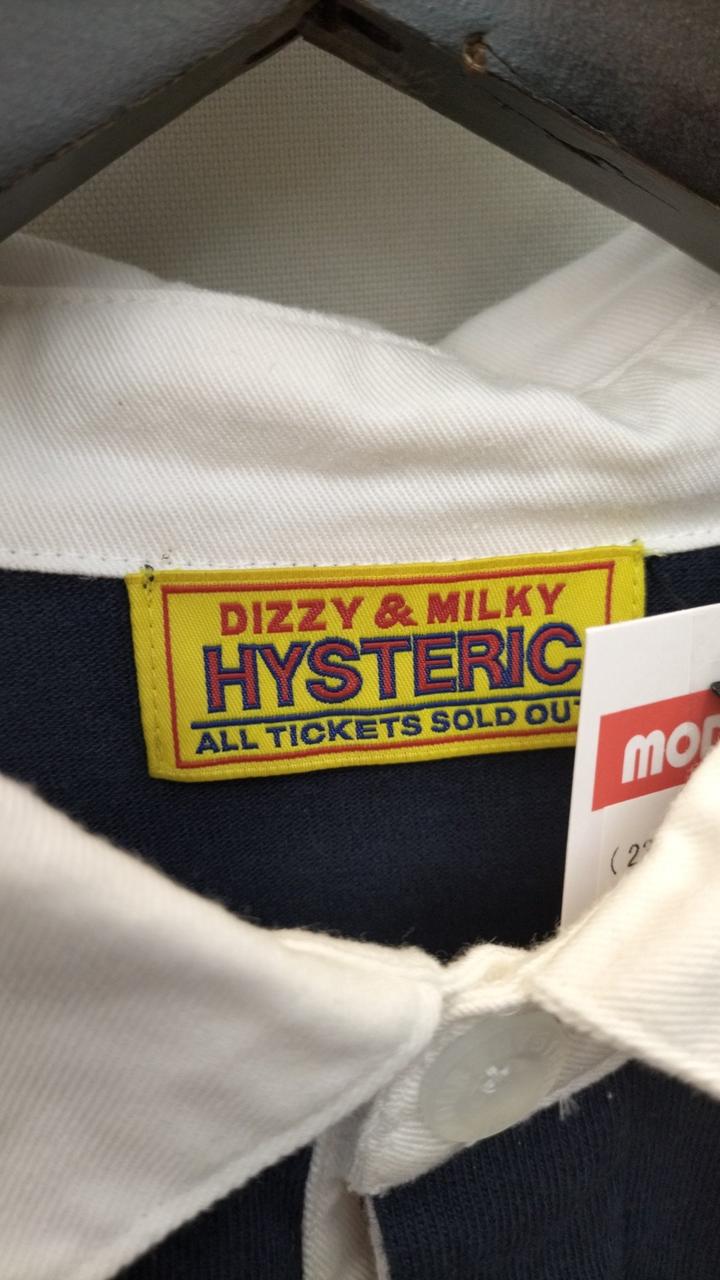 DIZZY & MILKY
HYSTERIC
ALL TICKETS SOLD OUT